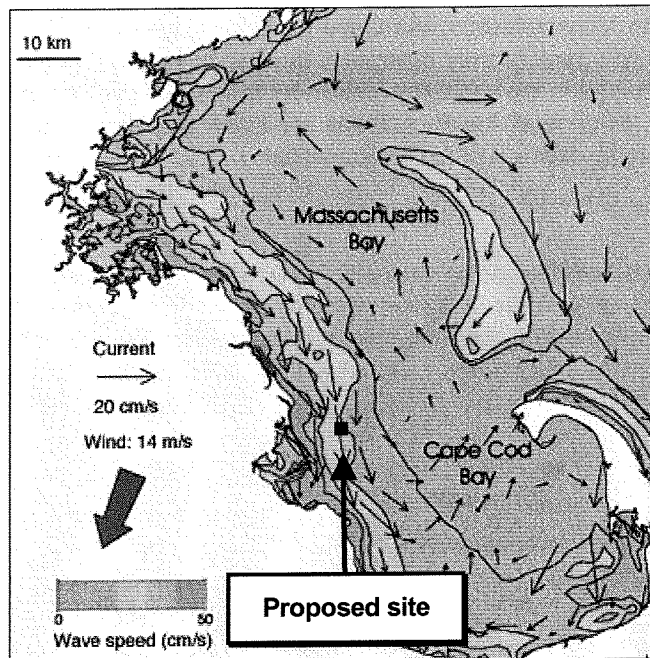 10 km
Massachusetts
Bay
Current
20 cm/s
Wind: 14 m/s
Cape Cod
Bay
0 50
Wave speed (cm/s)
Proposed site